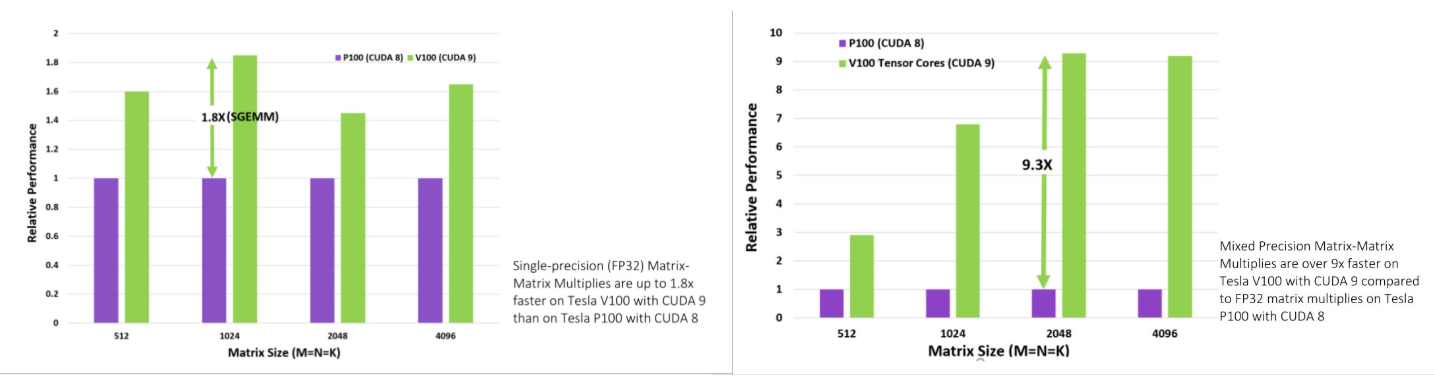 2
1.8
1.6
1.4
1.2
1
0.8
0.6
0.4
0.2
0
Relative Performance
P100 (CUDA 8) V100 (CUDA 9)
1.8X(SGEMM)
512 1024 2048 4096
Matrix Size (M=N=K)
Single-precision (FP32) Matrix-
Matrix Multiplies are up to 1.8x
faster on Tesla V100 with CUDA 9
than on Tesla P100 with CUDA 8
10
9
8
7
6
5
4
3
2
1
0
Relative Performance
P100 (CUDA 8)
V100 Tensor Cores (CUDA 9)
9.3X
512 1024 2048 4096
Matrix Size (M=N=K)
Mixed Precision Matrix-Matrix
Multiplies are over 9x faster on
Tesla V100 with CUDA 9 compared
to FP32 matrix multiplies on Tesla
P100 with CUDA 8